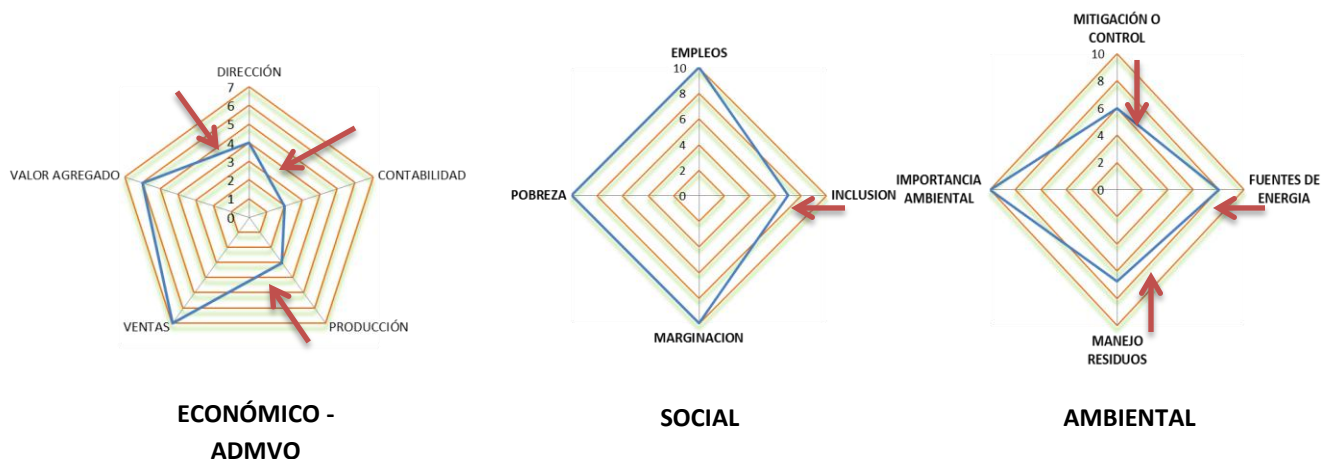 DIRECCIÓN
7
6
5
4
3
2
1
0
VALOR AGREGADO
CONTABILIDAD
VENTAS
PRODUCCIÓN
ECONÓMICO -
ADMVO
EMPLEOS
10
8
6
4
2
0
POBREZA
INCLUSION
MARGINACION
SOCIAL
MITIGACIÓN O
CONTROL
10
8
6
4
2
0
IMPORTANCIA
AMBIENTAL
FUENTES DE
ENERGIA
MANEJO
RESIDUOS
AMBIENTAL